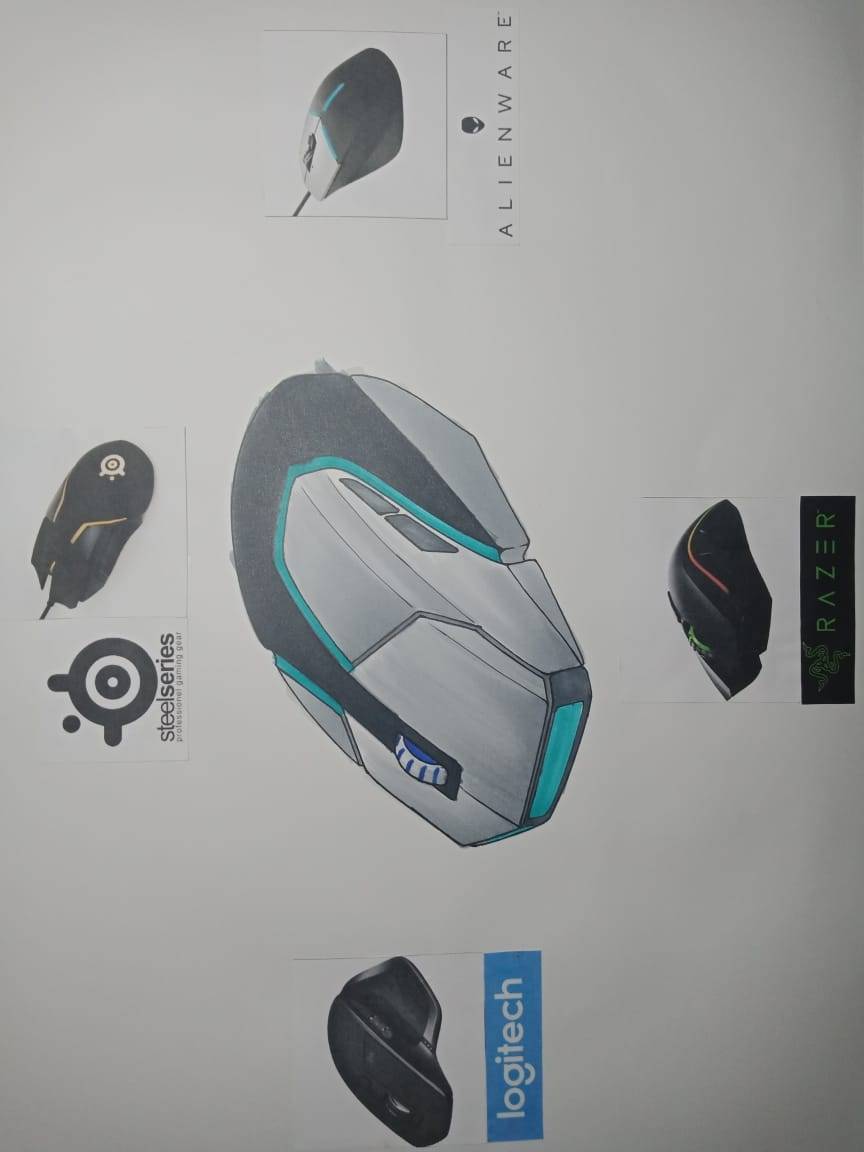 ALIENWARE
steelseries
professional gaming gear
RAZER
logitech